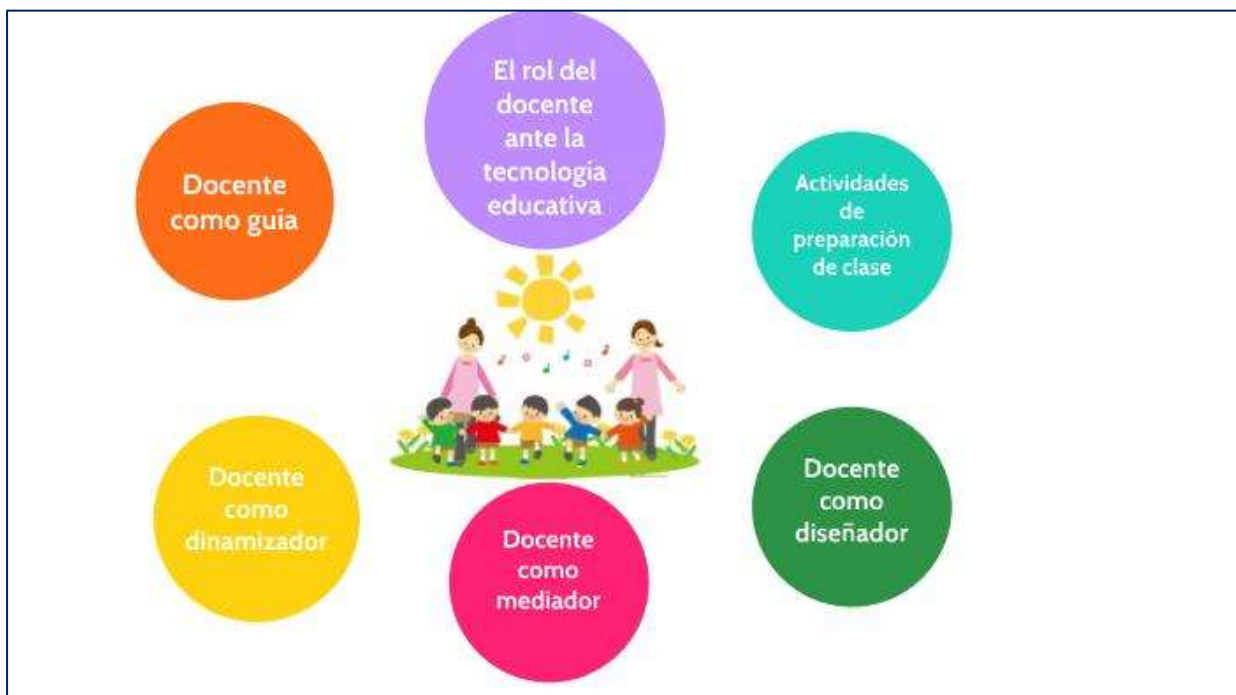 El rol del
docente
ante la
tecnología
educativa
Docente
como guía
Actividades
de
preparación
de clase
Docente
como
dinamizador
Docente
como
mediador
Docente
como
diseñador